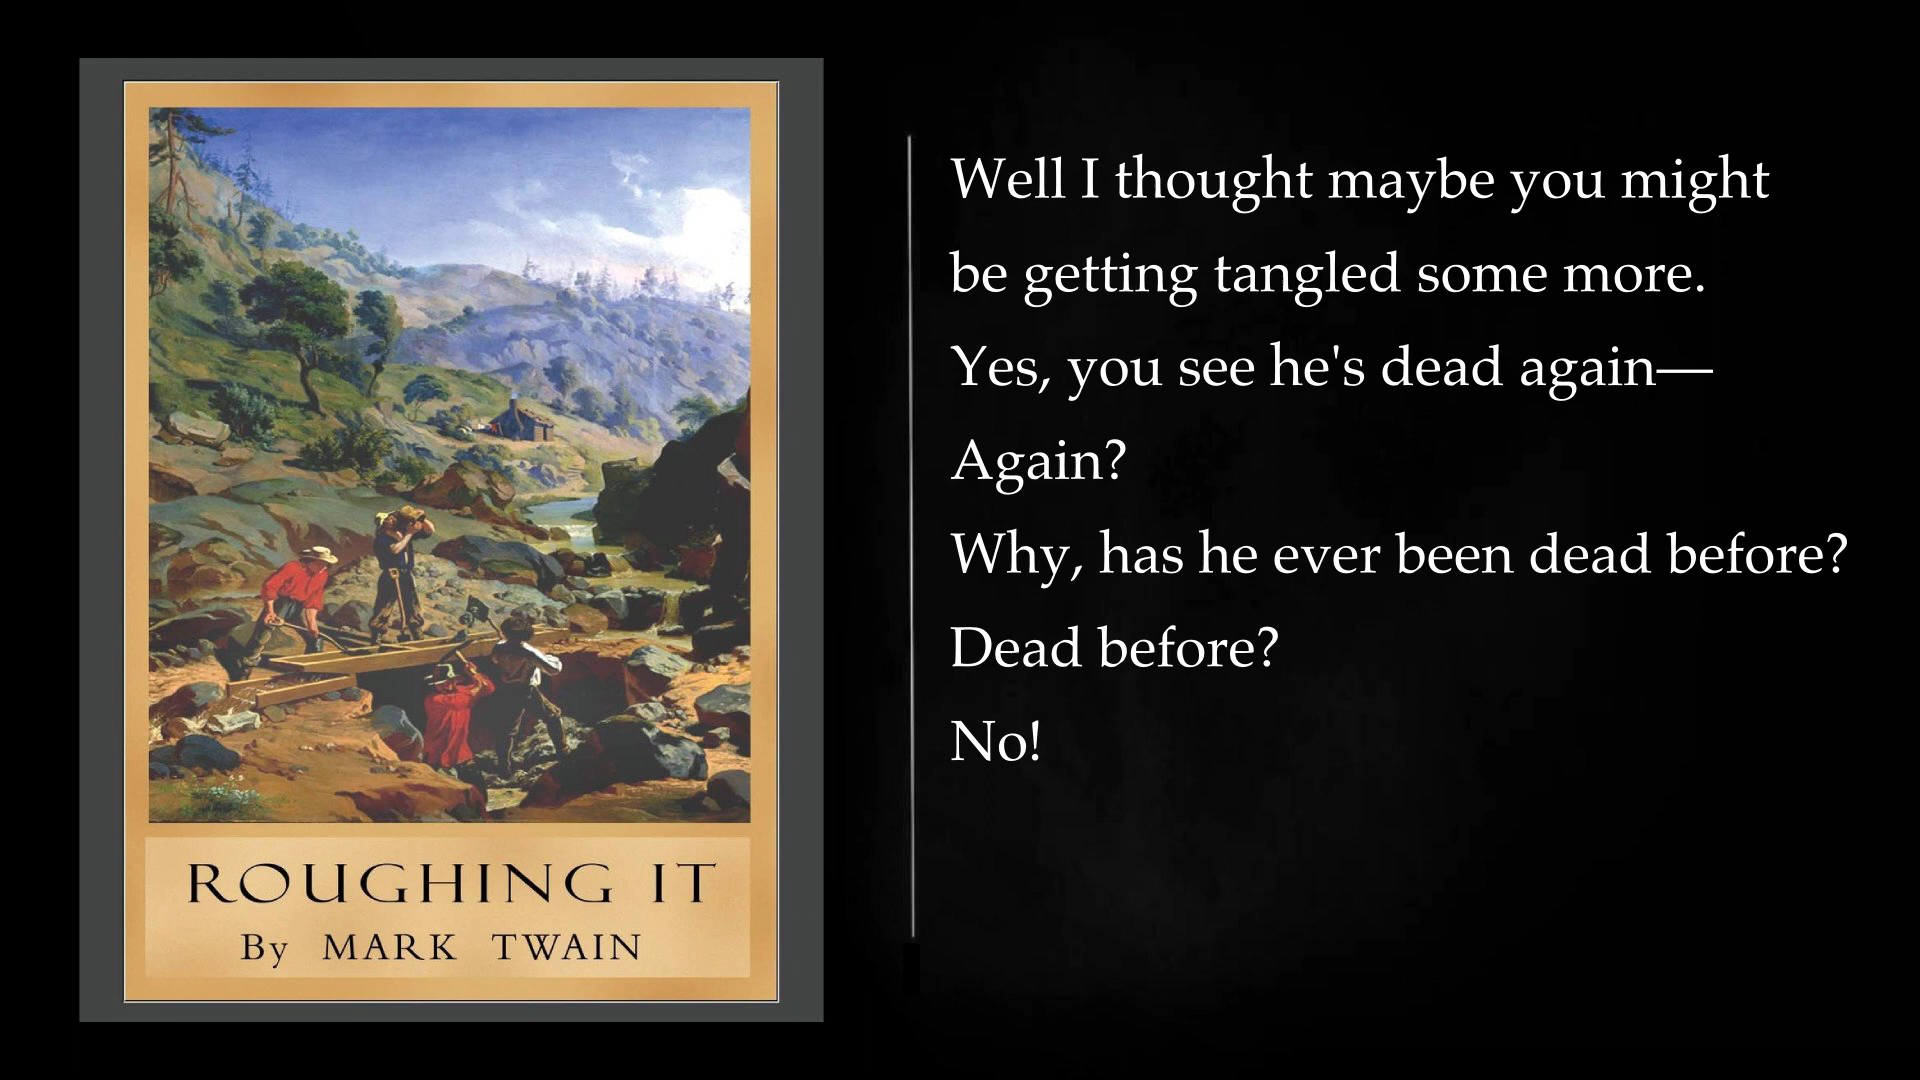 ROUGHING IT
By MARK TWAIN
Well I thought maybe you might
be getting tangled some more.
Yes, you see he's dead again—
Again?
Why, has he ever been dead before?
Dead before?
No!